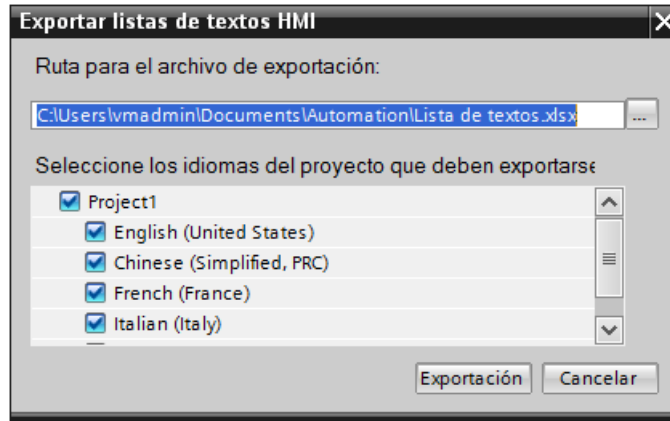 Exportar listas de textos HMI
Ruta para el archivo de exportación:
C:\Users\vmadmin\Documents\Automation\Lista de textos.xlsx
...
Seleccione los idiomas del proyecto que deben exportarse
Project1
English (United States)
Chinese (Simplified, PRC)
French (France)
Italian (Italy)
Exportación Cancelar